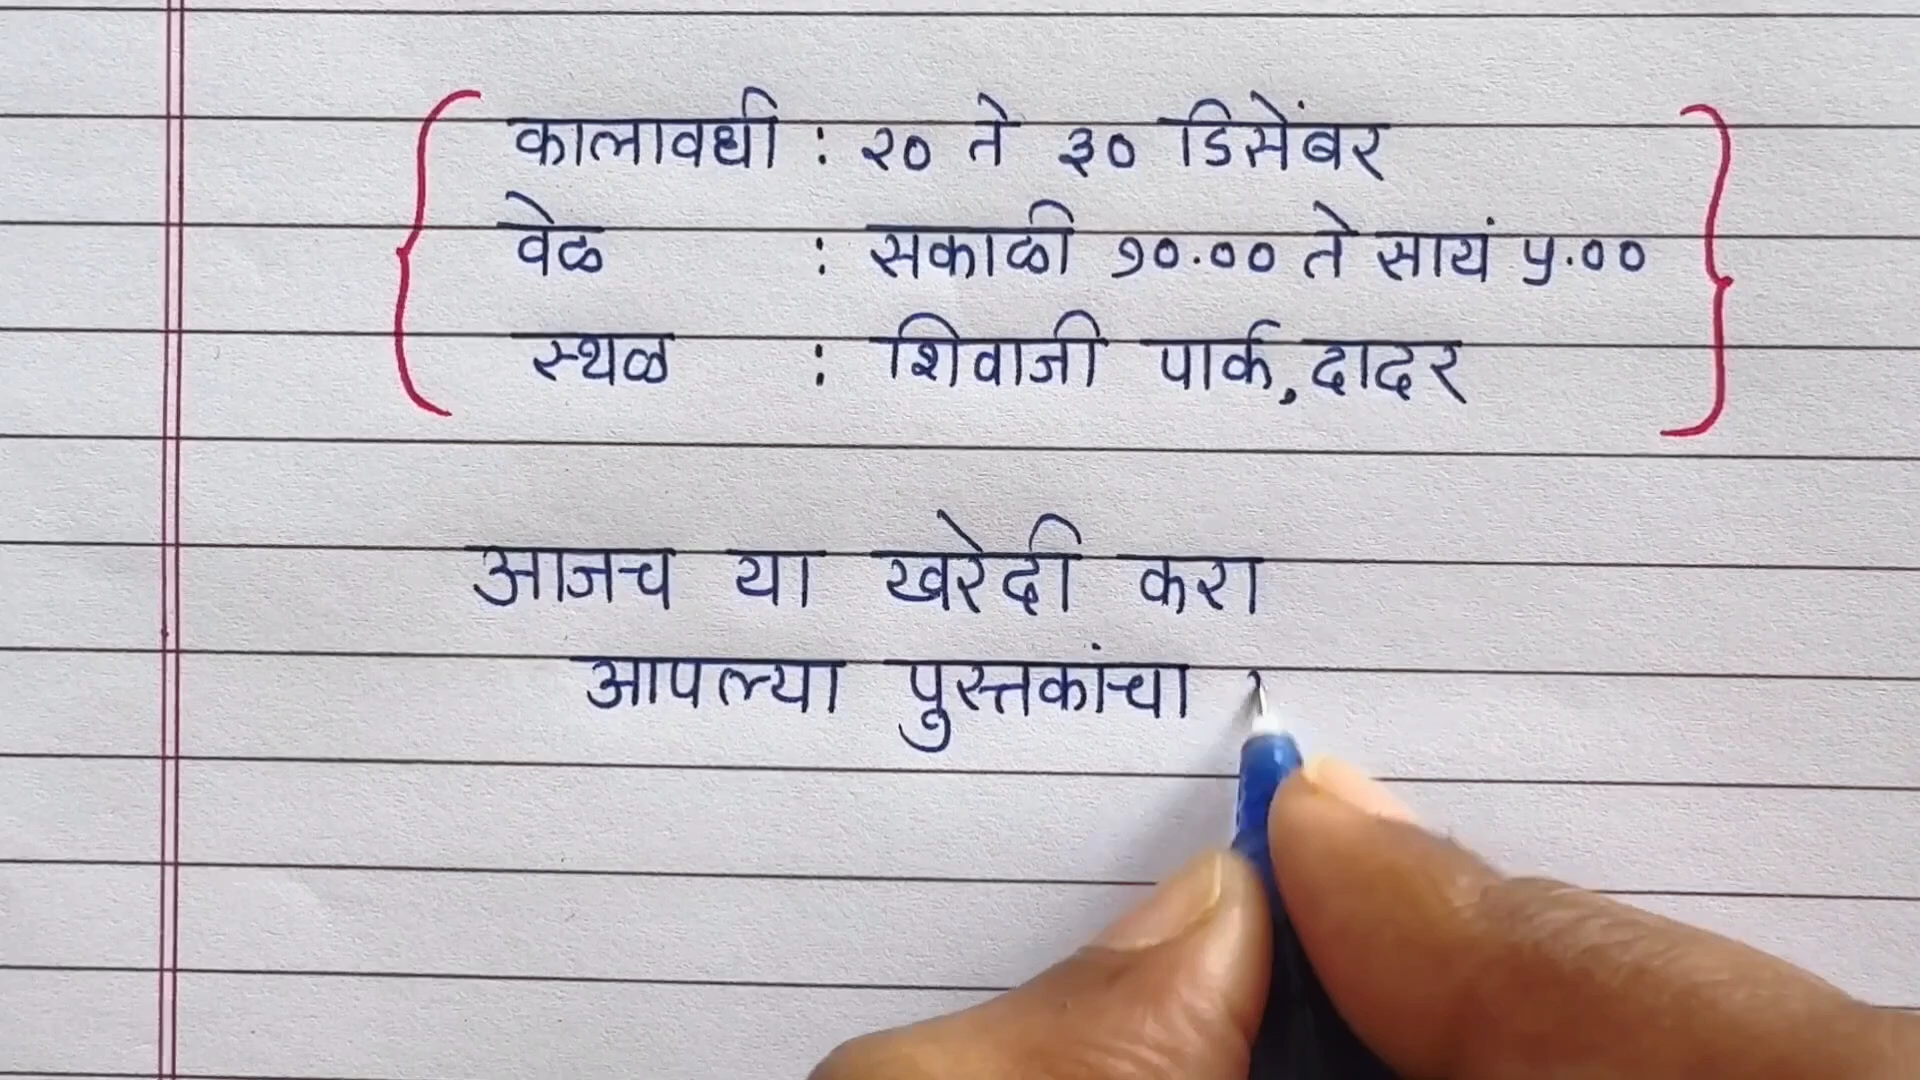 कालावधी : २० ते ३० डिसेंबर
वेळ : सकाळी १०.०० ते सायं ५.००
स्थळ : शिवाजी पार्क, दादर
आजच या खरेदी करा
आपल्या पुस्तकांचा